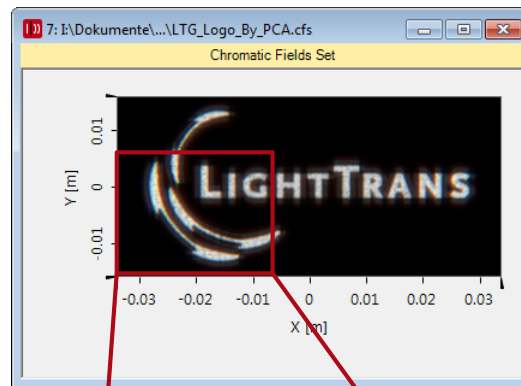 7: I:\Dokumente\...\LTG_Logo_By_PCA.cfs
Chromatic Fields Set
LIGHTTRANS
Y [m]
0.01
0
-0.01
-0.03 -0.02 -0.01 0 0.01 0.02 0.03
X [m]